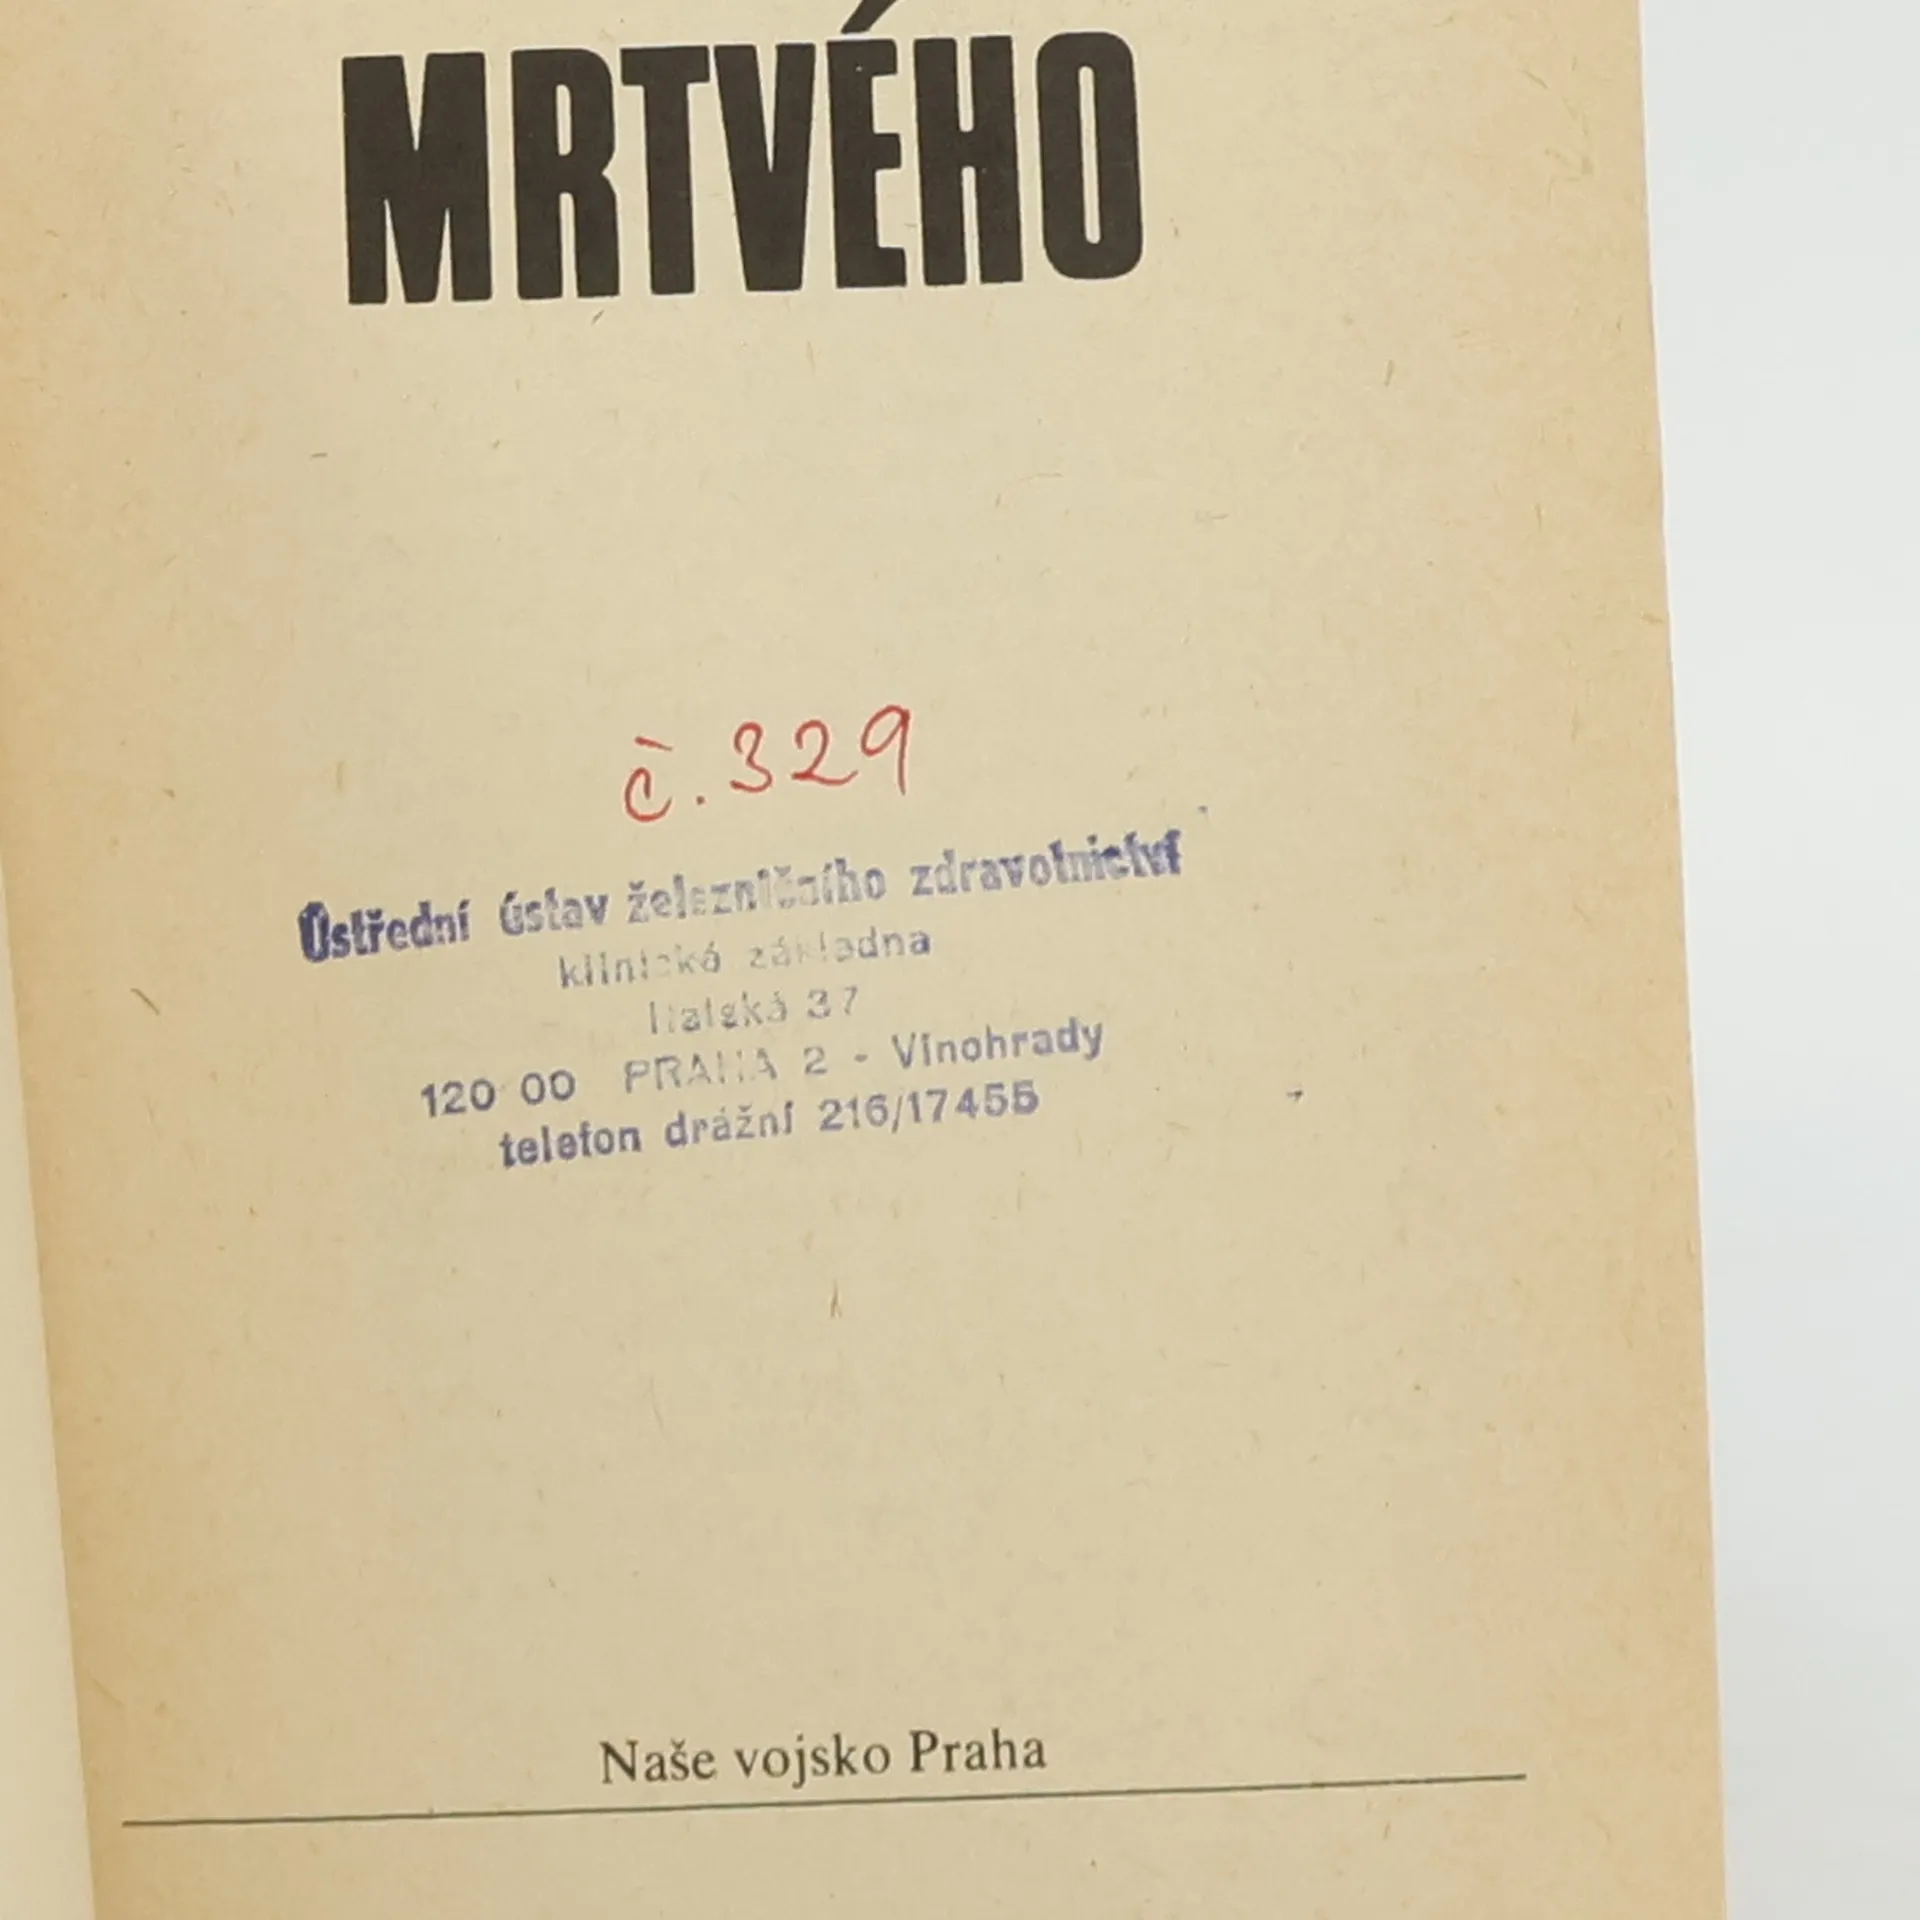 MRTVÉHO
č. 329
Ústřední ústav železničního zdravotnictví
klinická základna
Italská 37
120 00 PRAHA 2 - Vinohrady
telefon drážní 216/17455
Naše vojsko Praha